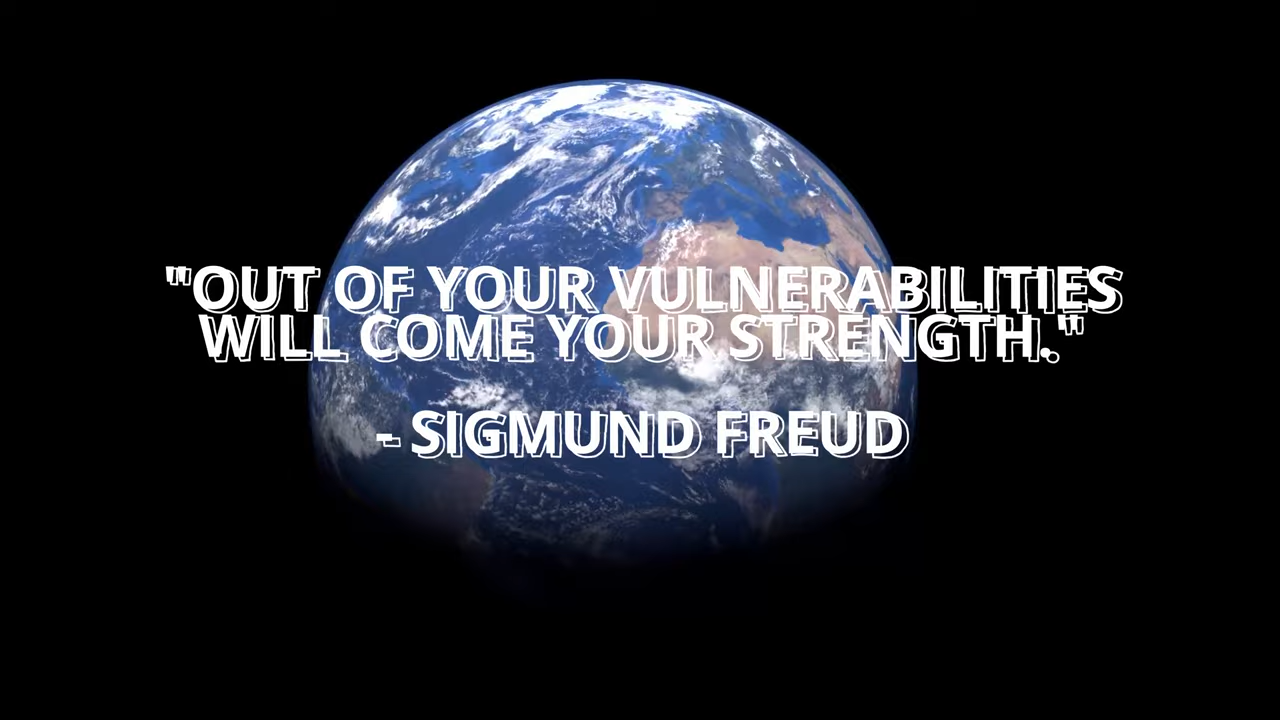 "OUT OF YOUR VULNERABILITIES
WILL COME YOUR STRENGTH."
- SIGMUND FREUD